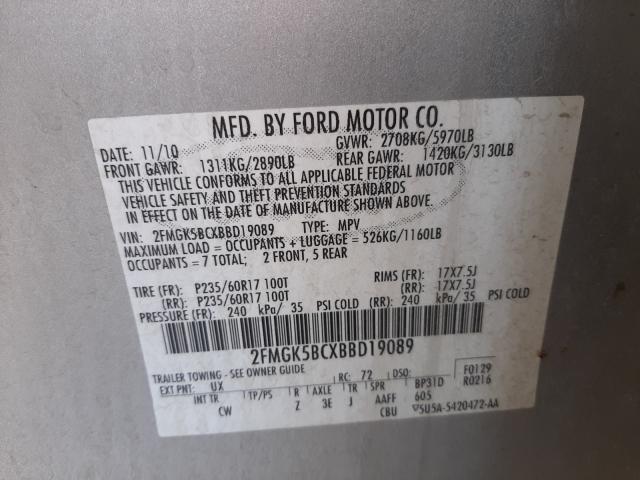 MFD. BY FORD MOTOR CO.
DATE: 11/10 GVWR: 2708KG/5970LB
FRONT GAWR: 1311KG/2890LB REAR GAWR: 1420KG/3130LB
THIS VEHICLE CONFORMS TO ALL APPLICABLE FEDERAL MOTOR
VEHICLE SAFETY AND THEFT PREVENTION STANDARDS
IN EFFECT ON THE DATE OF MANUFACTURE SHOWN ABOVE.
VIN: 2FMGK5BCXBBD19089 TYPE: MPV
MAXIMUM LOAD = OCCUPANTS + LUGGAGE = 526KG/1160LB
OCCUPANTS = 7 TOTAL; 2 FRONT, 5 REAR
TIRE (FR): P235/60R17 100T RIMS (FR): 17X7.5J
(RR): P235/60R17 100T (RR): 17X7.5J
PRESSURE (FR): 240 kPa/ 35 PSI COLD (RR): 240 kPa/ 35 PSI COLD
2FMGK5BCXBBD19089
TRAILER TOWING - SEE OWNER GUIDE F0129
EXT PNT: UX RC: 72 DSO: BP31D R0216
INT TR TP/PS R AXLE TR SPR 605
CW Z 3E J AAFF
CBU 5U5A-5420472-AA